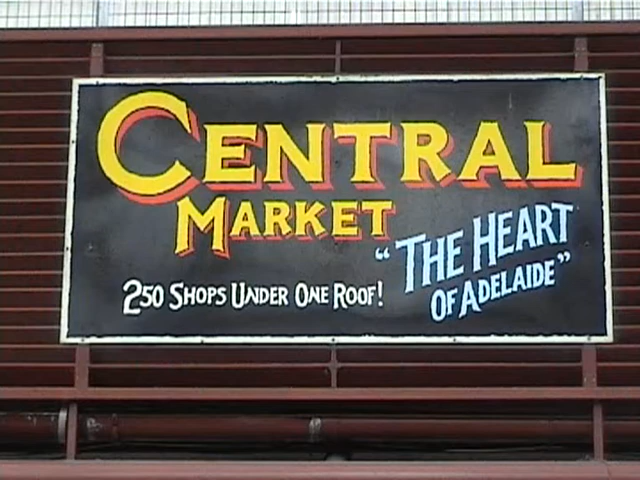 CENTRAL
MARKET
"THE HEART
OF ADELAIDE"
250 SHOPS UNDER ONE ROOF!